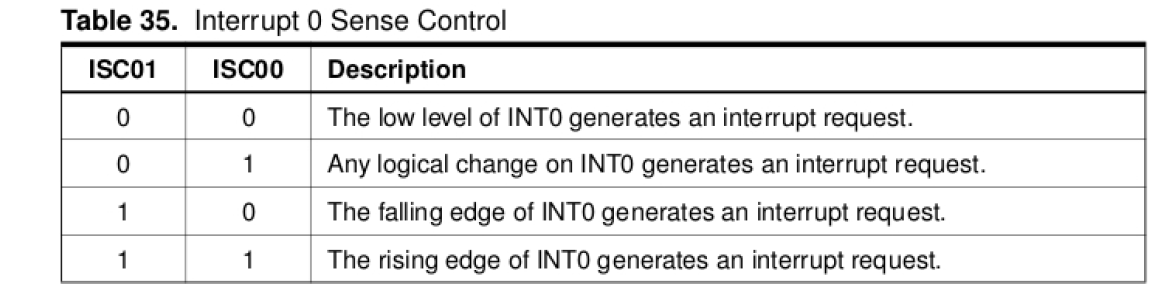 Table 35. Interrupt 0 Sense Control
ISC01 ISC00 Description
0 0 The low level of INT0 generates an interrupt request.
0 1 Any logical change on INT0 generates an interrupt request.
1 0 The falling edge of INT0 generates an interrupt request.
1 1 The rising edge of INT0 generates an interrupt request.